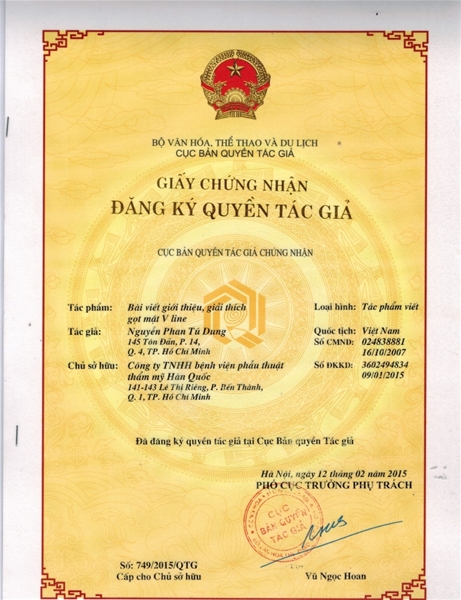 BỘ VĂN HÓA, THỂ THAO VÀ DU LỊCH
CỤC BẢN QUYỀN TÁC GIẢ
GIẤY CHỨNG NHẬN
ĐĂNG KÝ QUYỀN TÁC GIẢ
CỤC BẢN QUYỀN TÁC GIẢ CHỨNG NHẬN
Tác phẩm: Bài viết giới thiệu, giải thích Loại hình: Tác phẩm viết
gọt mặt V line
Tác giả: Nguyễn Phan Tú Dung Quốc tịch: Việt Nam
145 Tôn Đản, P. 14, Số CMND: 024838881
Q. 4, TP. Hồ Chí Minh 16/10/2007
Chủ sở hữu: Công ty TNHH bệnh viện phẫu thuật Số ĐKKD: 3602494834
thẩm mỹ Hàn Quốc 09/01/2015
141-143 Lê Thị Riêng, P. Bến Thành,
Q. 1, TP. Hồ Chí Minh
Đã đăng ký quyền tác giả tại Cục Bản quyền Tác giả
Hà Nội, ngày 12 tháng 02 năm 2015
PHÓ CỤC TRƯỞNG PHỤ TRÁCH
CỤC
BẢN QUYỀN
TÁC GIẢ
Số: 749/2015/QTG
Cấp cho Chủ sở hữu Vũ Ngọc Hoan